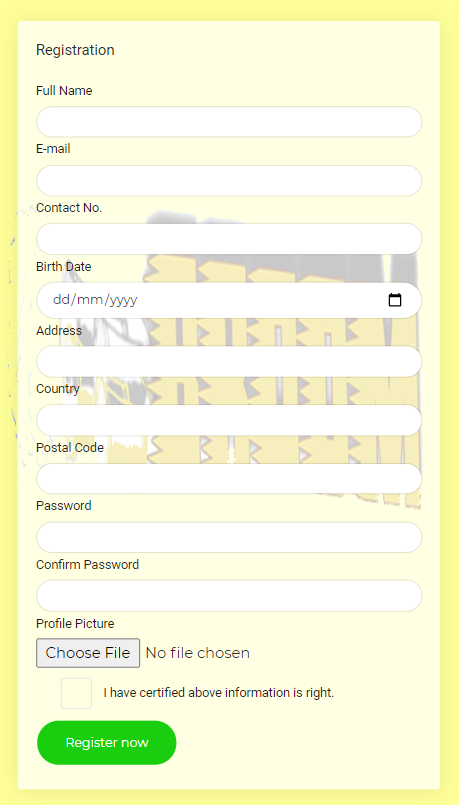 Registration
Full Name
E-mail
Contact No.
Birth Date
dd/mm/yyyy
Address
Country
Postal Code
Password
Confirm Password
Profile Picture
Choose File No file chosen
I have certified above information is right.
Register now